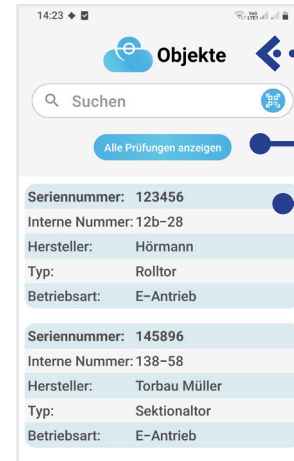 14:23
Objekte
Suchen
Alle Prüfungen anzeigen
Seriennummer: 123456
Interne Nummer: 12b-28
Hersteller: Hörmann
Typ: Rolltor
Betriebsart: E-Antrieb
Seriennummer: 145896
Interne Nummer: 138-58
Hersteller: Torbau Müller
Typ: Sektionaltor
Betriebsart: E-Antrieb